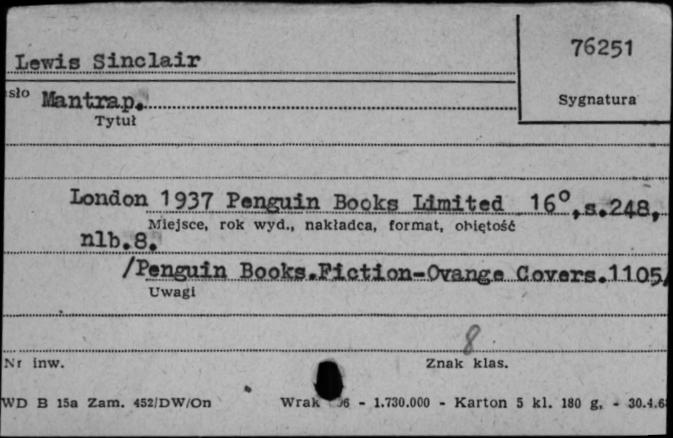 76251
Lewis Sinclair
sło Mantrap.
Sygnatura
Tytuł
London 1937 Penguin Books Limited 16°,s.248,
Miejsce, rok wyd., nakładca, format, objętość
nlb.8.
/Penguin Books.Fiction-Ovange Covers.1105/
Uwagi
8
Nr inw. Znak klas.
WD B 15a Zam. 452/DW/On Wrak 96 - 1.730.000 - Karton 5 kl. 180 g. - 30.4.6